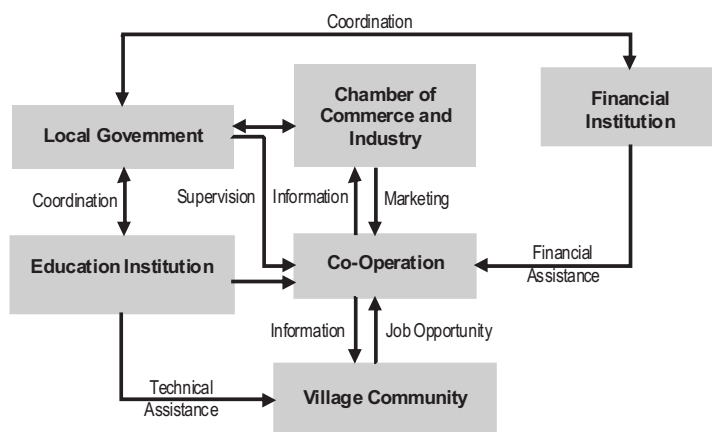 Coordination
Chamber of
Commerce and
Industry
Financial
Institution
Local Government
Coordination
Supervision
Information
Marketing
Education Institution
Co-Operation
Financial
Assistance
Information
Job Opportunity
Technical
Assistance
Village Community